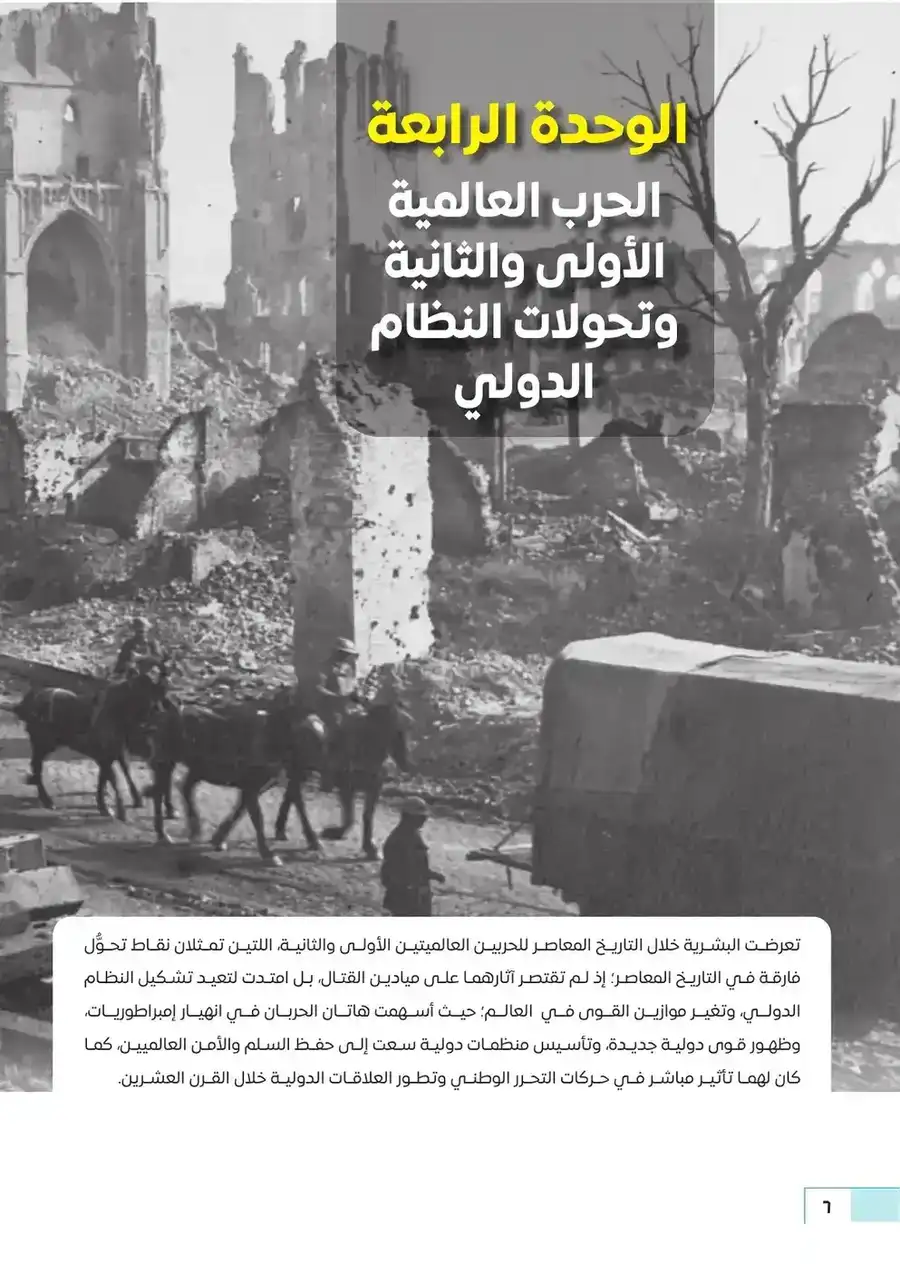 الوحدة الرابعة
الحرب العالمية
الأولى والثانية
وتحولات النظام
الدولي
تعرضت البشرية خلال التاريخ المعاصر للحربين العالميتين الأولى والثانية، اللتين تمثلان نقاط تحوُّل
فارقة في التاريخ المعاصر؛ إذ لم تقتصر آثارهما على ميادين القتال، بل امتدت لتعيد تشكيل النظام
الدولي، وتغير موازين القوى في العالم؛ حيث أسهمت هاتان الحربان في انهيار إمبراطوريات،
وظهور قوى دولية جديدة، وتأسيس منظمات دولية سعت إلى حفظ السلم والأمن العالميين، كما
كان لهما تأثير مباشر في حركات التحرر الوطني وتطور العلاقات الدولية خلال القرن العشرين.
٦